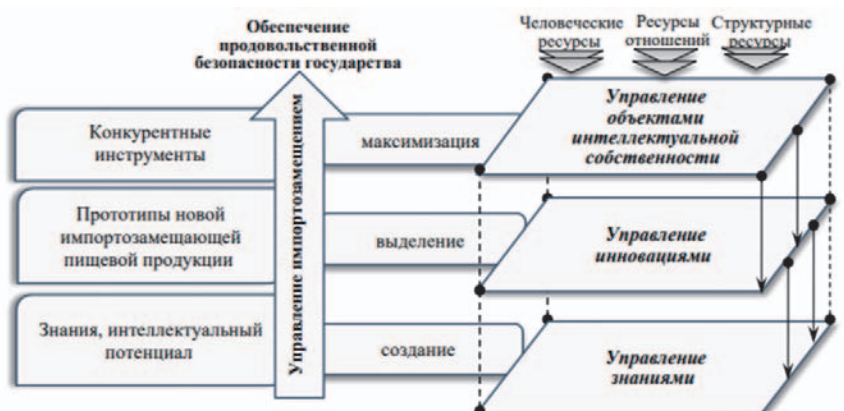 Обеспечение
продовольственной
безопасности государства
Человеческие
ресурсы
Ресурсы
отношений
Структурные
ресурсы
Управление импортозамещением
Конкурентные
инструменты
максимизация
Управление
объектами
интеллектуальной
собственности
Прототипы новой
импортозамещающей
пищевой продукции
выделение
Управление
инновациями
Знания, интеллектуальный
потенциал
создание
Управление
знаниями